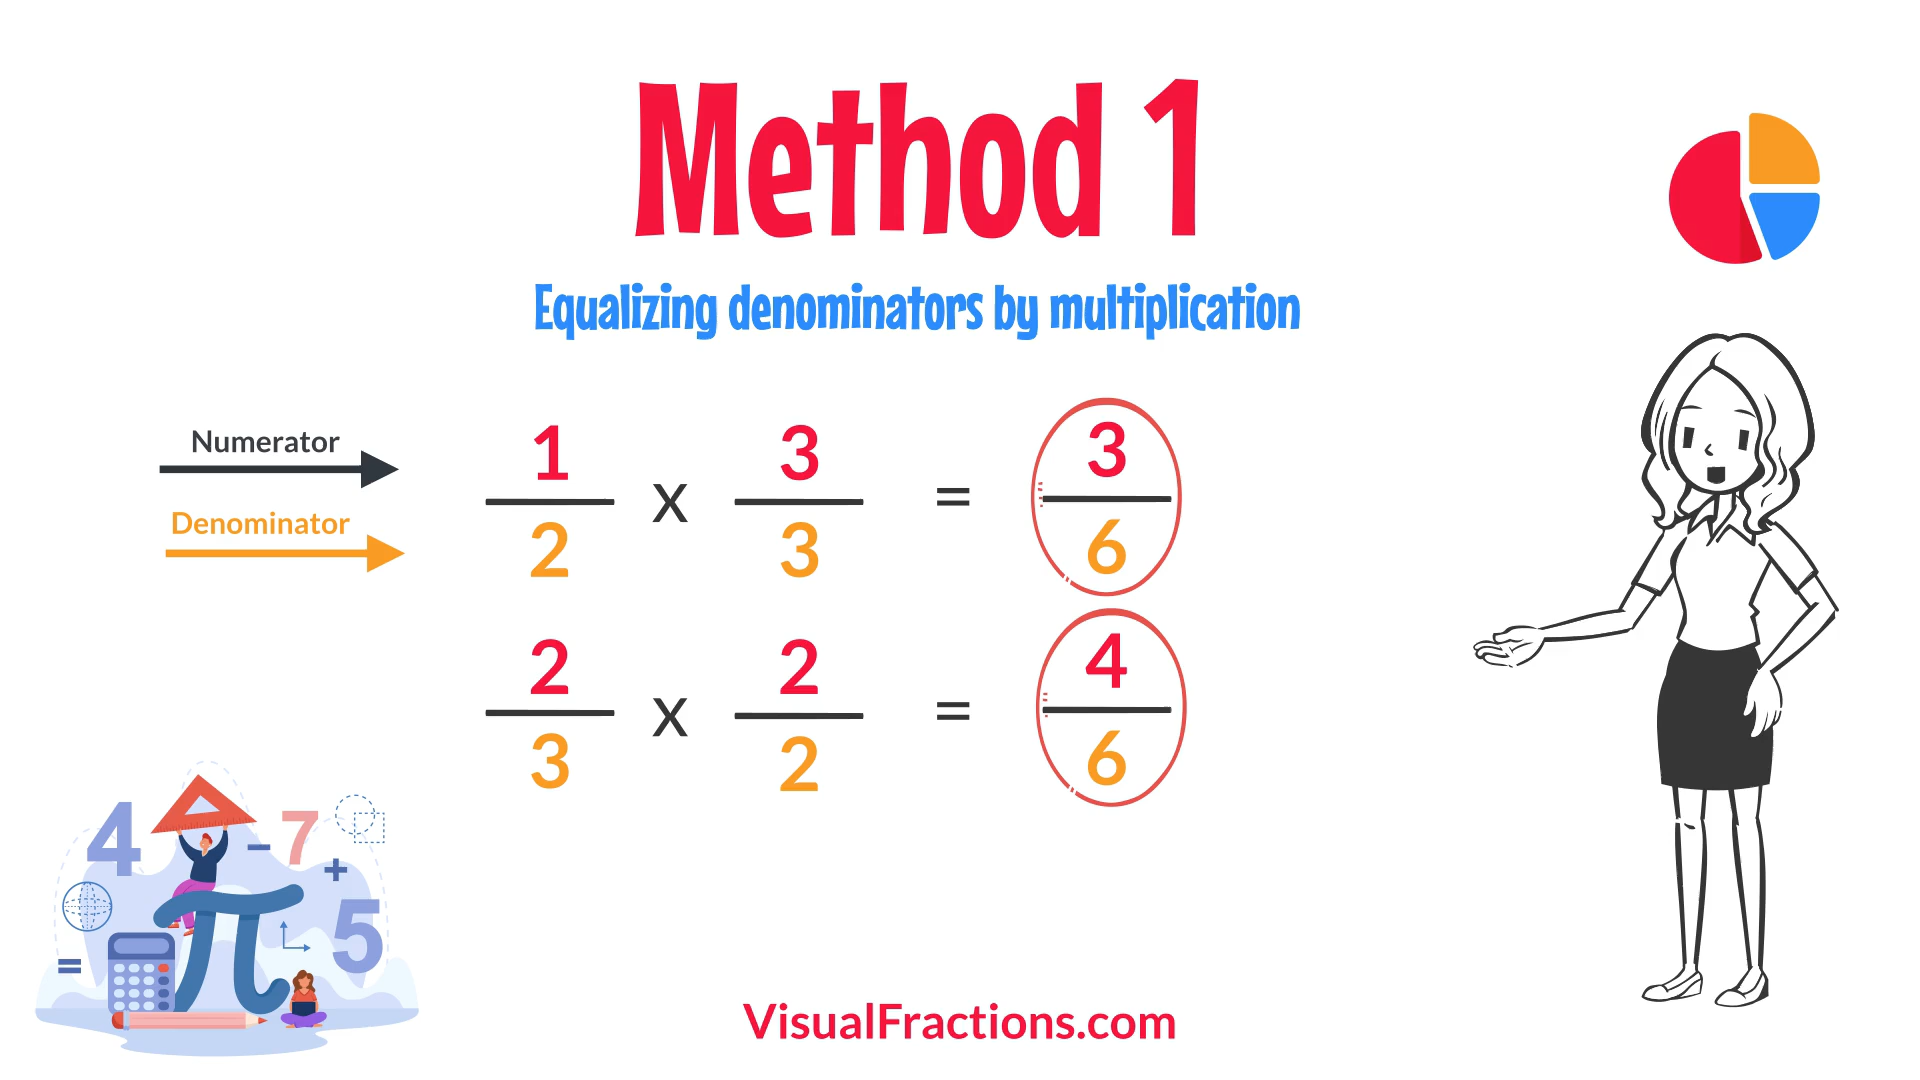 Method 1
Equalizing denominators by multiplication
Numerator
Denominator
1 3 3
x =
2 3 6
2 2 4
x =
3 2 6
4 - 7
+
5
=
π
VisualFractions.com